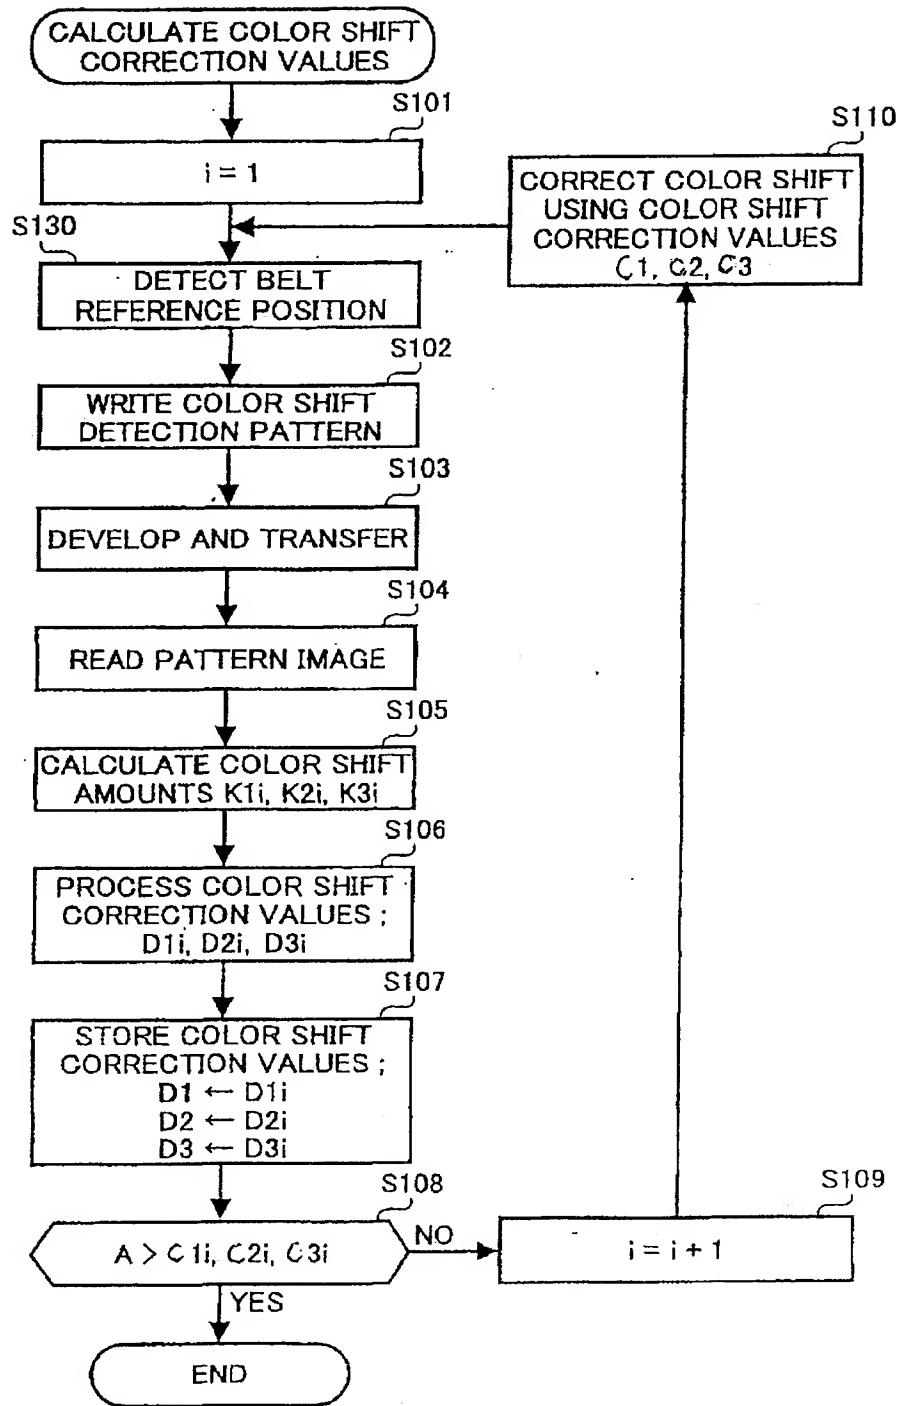 CALCULATE COLOR SHIFT
CORRECTION VALUES
S101
i = 1
S130
DETECT BELT
REFERENCE POSITION
S102
WRITE COLOR SHIFT
DETECTION PATTERN
S103
DEVELOP AND TRANSFER
S104
READ PATTERN IMAGE
S105
CALCULATE COLOR SHIFT
AMOUNTS K1i, K2i, K3i
S106
PROCESS COLOR SHIFT
CORRECTION VALUES ;
D1i, D2i, D3i
S107
STORE COLOR SHIFT
CORRECTION VALUES ;
D1 ← D1i
D2 ← D2i
D3 ← D3i
S108
A > C1i, C2i, C3i
NO
YES
END
S109
i = i + 1
S110
CORRECT COLOR SHIFT
USING COLOR SHIFT
CORRECTION VALUES
C1, C2, C3